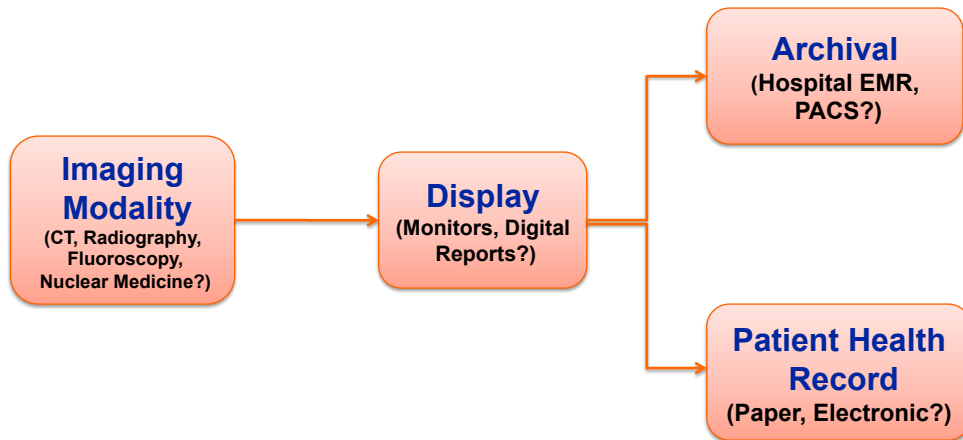 Imaging
Modality
(CT, Radiography,
Fluoroscopy,
Nuclear Medicine?)
Display
(Monitors, Digital
Reports?)
Archival
(Hospital EMR,
PACS?)
Patient Health
Record
(Paper, Electronic?)